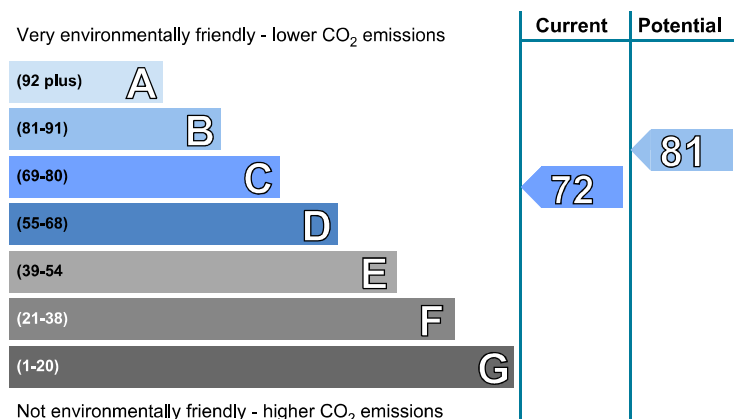 Current Potential
Very environmentally friendly - lower CO2 emissions
(92 plus) A
(81-91) B
81
(69-80) C
72
(55-68) D
(39-54 E
(21-38) F
(1-20) G
Not environmentally friendly - higher CO2 emissions